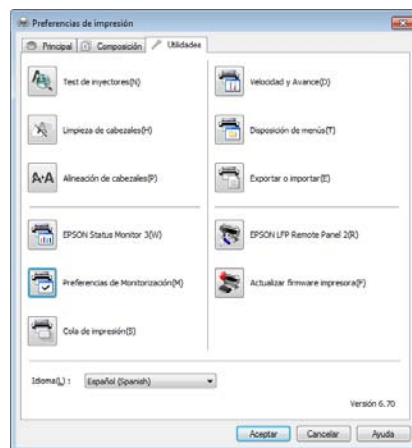 Preferencias de impresión
Principal
Composición
Utilidades
Test de inyectores(N)
Velocidad y Avance(D)
Limpieza de cabezales(H)
Disposición de menús(T)
A+A
Alineación de cabezales(P)
Exportar o importar(E)
EPSON Status Monitor 3(W)
EPSON LFP Remote Panel 2(R)
Preferencias de Monitorización(M)
Actualizar firmware impresora(F)
Cola de impresión(S)
Idioma(L) :
Español (Spanish)
Versión 6.70
Aceptar
Cancelar
Ayuda